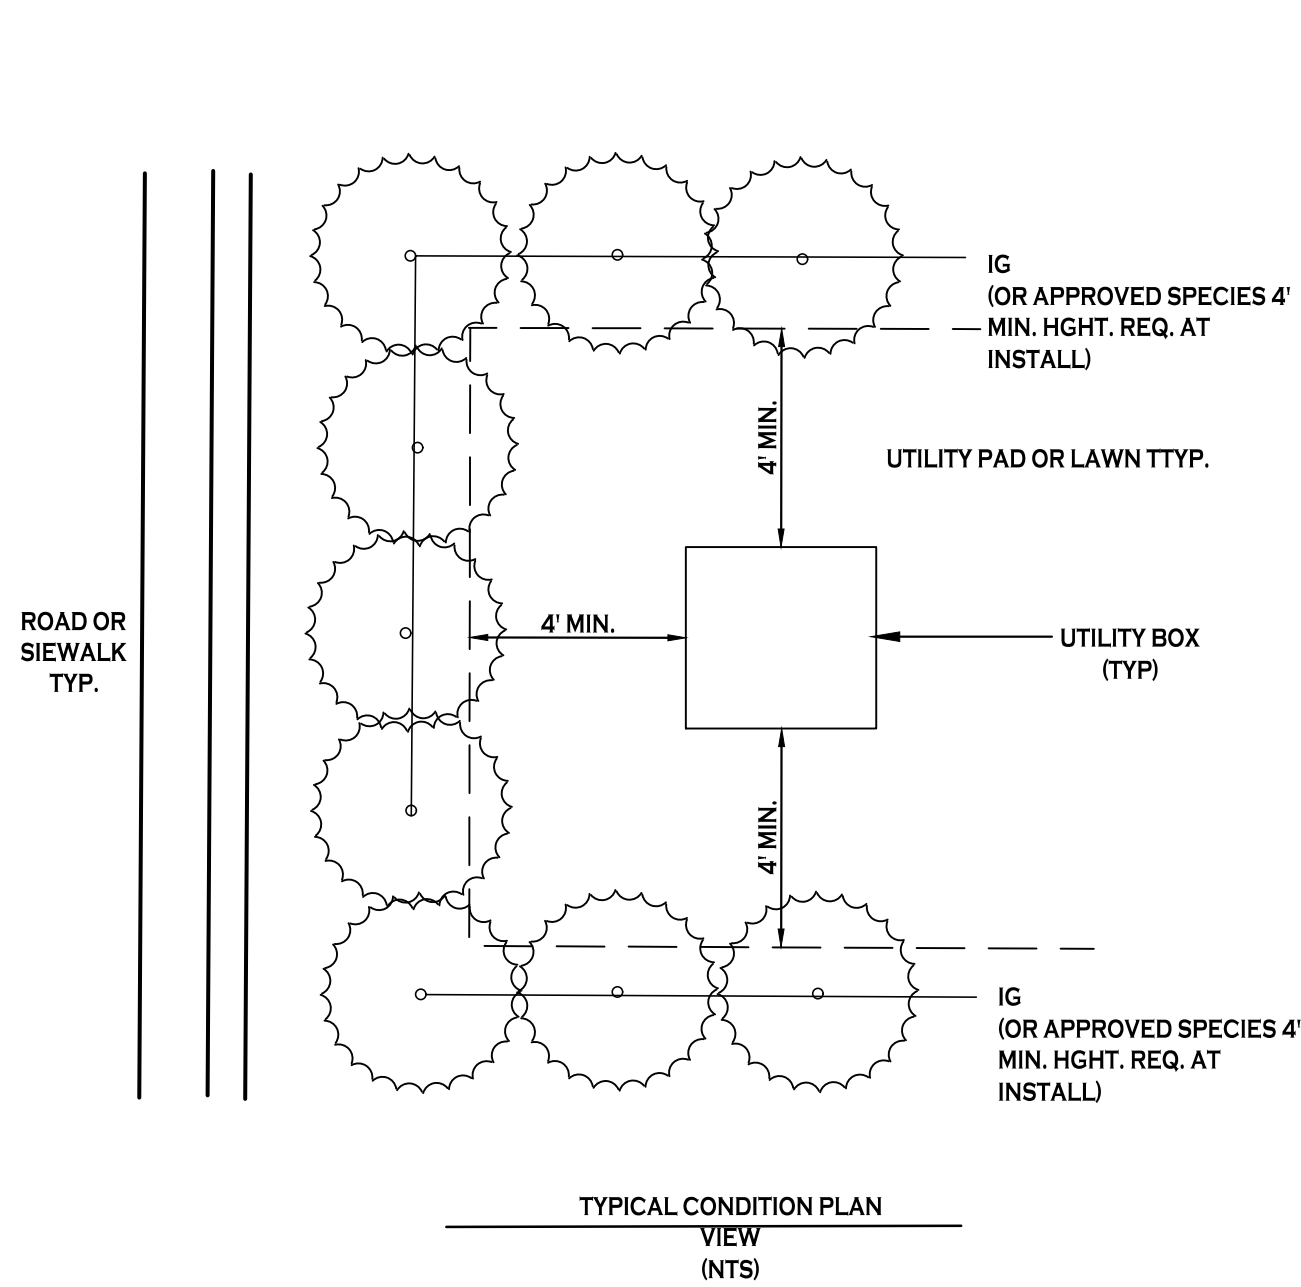 IG
(OR APPROVED SPECIES 4'
MIN. HGHT. REQ. AT
INSTALL)
4' MIN.
UTILITY PAD OR LAWN TTYP.
ROAD OR
SIEWALK
TYP.
4' MIN.
UTILITY BOX
(TYP)
4' MIN.
IG
(OR APPROVED SPECIES 4'
MIN. HGHT. REQ. AT
INSTALL)
TYPICAL CONDITION PLAN
VIEW
(NTS)